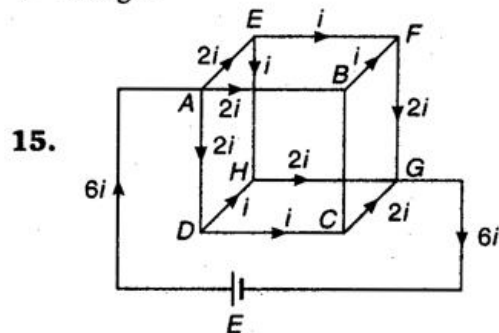 E i F
2i i B i
A 2i
2i 2i
15.
H 2i G
6i
D i i C 2i 6i
E